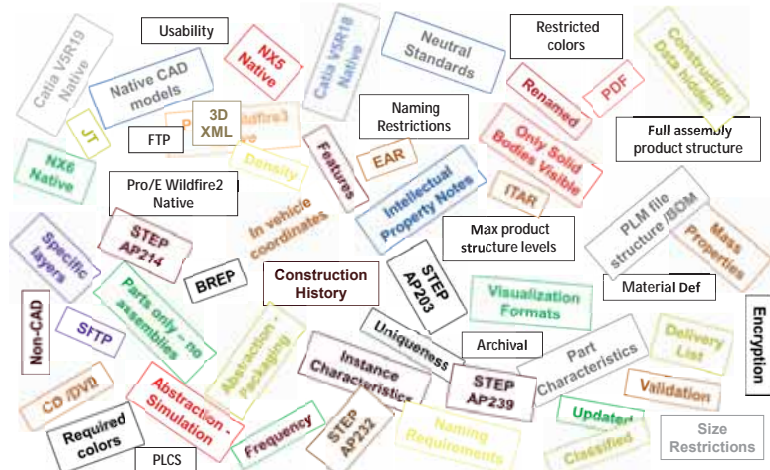 Catia V5R19
Native
Native CAD
models
Usability
NX5
Native
Catia V5R18
Native
Neutral
Standards
Restricted
colors
Renamed
PDF
Construction
Data hidden
JT
FTP
3D
XML
Naming
Restrictions
Only Solid
Bodies Visible
Full assembly
product structure
NX6
Native
Density
Features
EAR
Pro/E Wildfire2
Native
In vehicle
coordinates
Intellectual
Property Notes
ITAR
Max product
structure levels
PLM file
structure /BOM
Mass
Properties
Specific
layers
STEP
AP214
BREP
Construction
History
STEP
AP203
Visualization
Formats
Material Def
Non-CAD
SFTP
Parts only – no
assemblies
Abstraction -
Packaging
Uniqueness
Instance
Characteristics
Archival
STEP
AP239
Part
Characteristics
Delivery
List
Validation
Encryption
CD /DVD
Required
colors
PLCS
Abstraction -
Simulation
Frequency
STEP
AP232
Naming
Requirements
Updated
Classified
Size
Restrictions